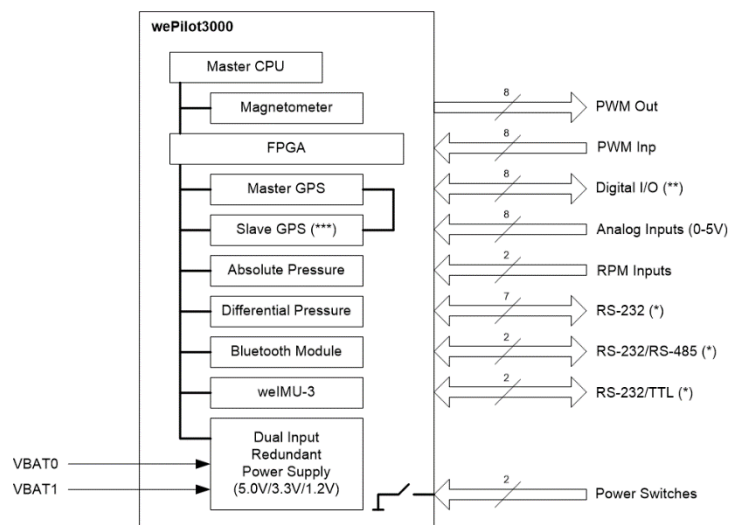 wePilot3000
Master CPU
Magnetometer
FPGA
Master GPS
Slave GPS (***)
Absolute Pressure
Differential Pressure
Bluetooth Module
weIMU-3
Dual Input
Redundant
Power Supply
(5.0V/3.3V/1.2V)
VBAT0
VBAT1
8
PWM Out
8
PWM Inp
8
Digital I/O (**)
8
Analog Inputs (0-5V)
2
RPM Inputs
7
RS-232 (*)
2
RS-232/RS-485 (*)
2
RS-232/TTL (*)
2
Power Switches